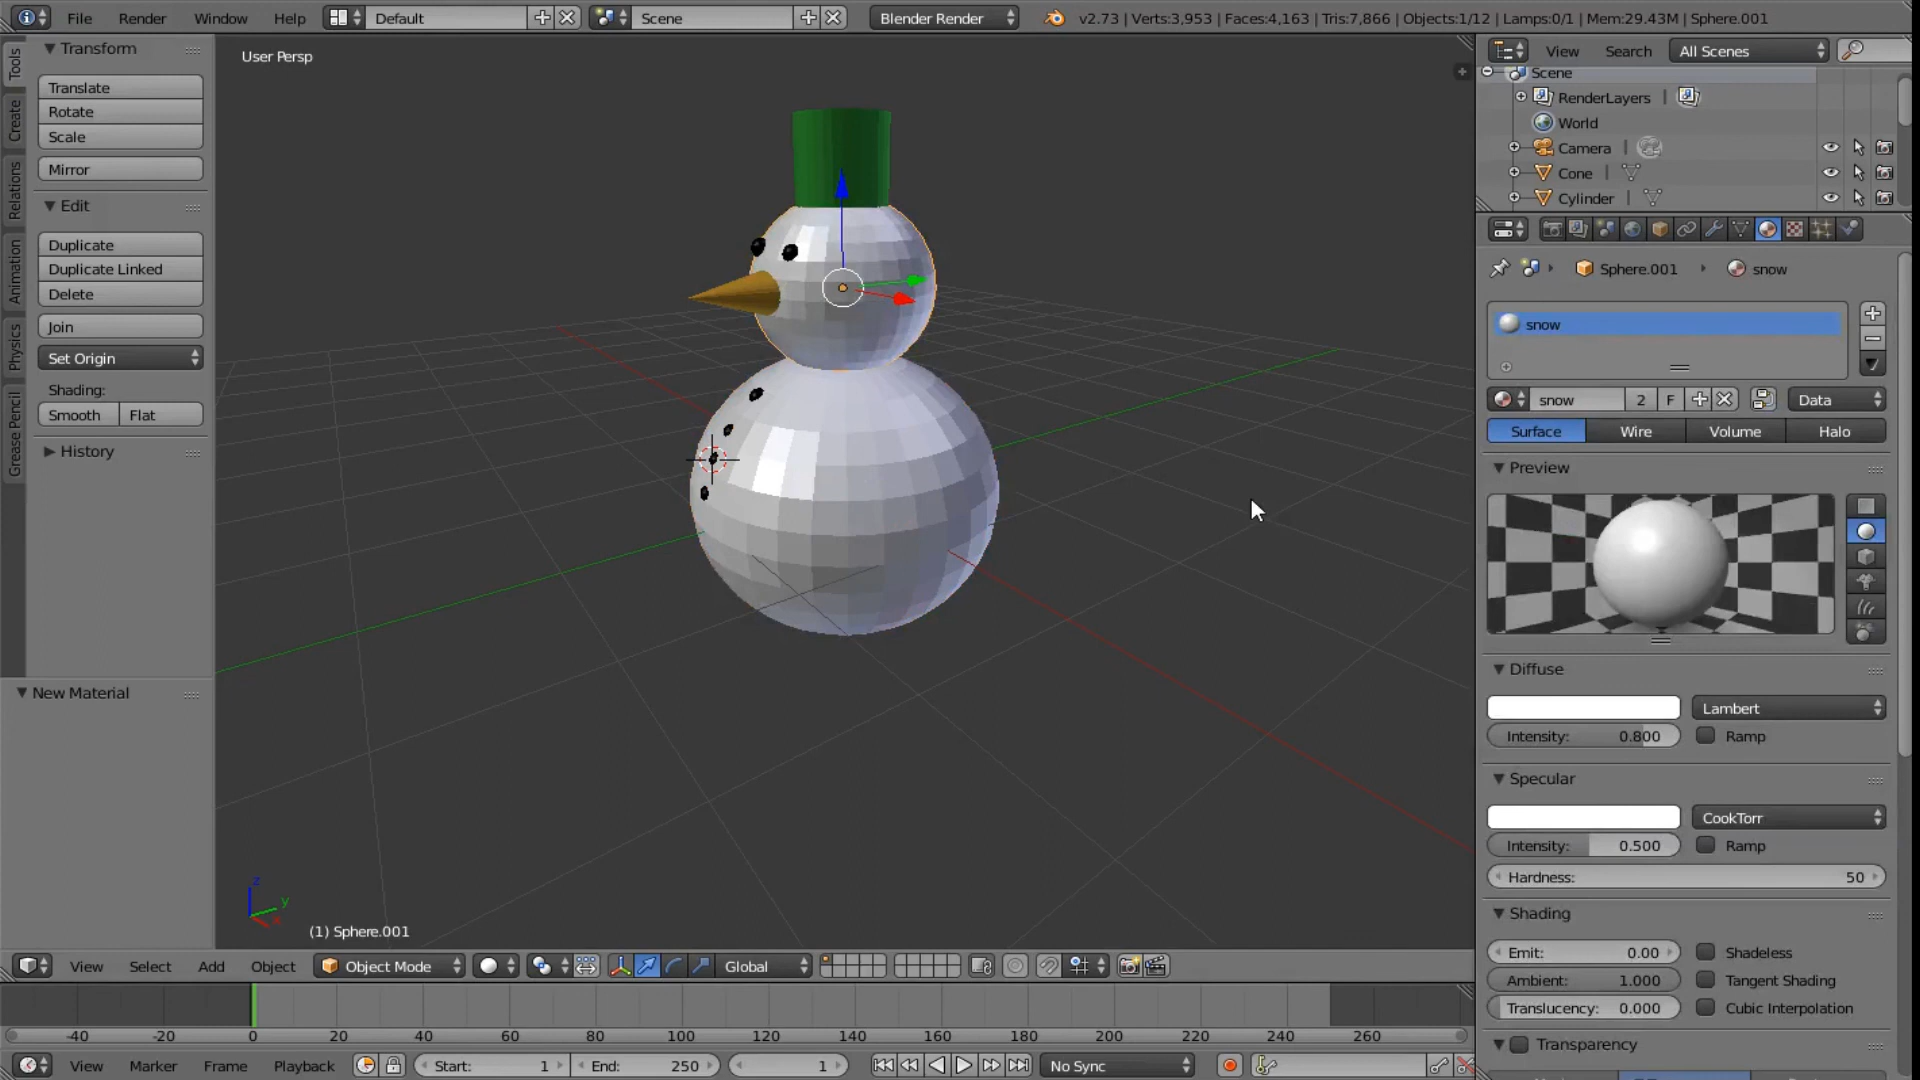 File Render Window Help Default Scene Blender Render v2.73 | Verts:3,953 | Faces:4,163 | Tris:7,866 | Objects:1/12 | Lamps:0/1 | Mem:29.43M | Sphere.001
Tools
Create
Relations
Animation
Physics
Grease Pencil
Transform
Translate
Rotate
Scale
Mirror
Edit
Duplicate
Duplicate Linked
Delete
Join
Set Origin
Shading:
Smooth Flat
History
New Material
User Persp
z
y
x
(1) Sphere.001
View Select Add Object Object Mode Global
-40 -20 0 20 40 60 80 100 120 140 160 180 200 220 240 260
View Marker Frame Playback Start: 1 End: 250 1 No Sync
View Search All Scenes
Scene
RenderLayers
World
Camera
Cone
Cylinder
Sphere.001 snow
snow
snow 2 F Data
Surface Wire Volume Halo
Preview
Diffuse
Lambert
Intensity: 0.800 Ramp
Specular
CookTorr
Intensity: 0.500 Ramp
Hardness: 50
Shading
Emit: 0.00 Shadeless
Ambient: 1.000 Tangent Shading
Translucency: 0.000 Cubic Interpolation
Transparency